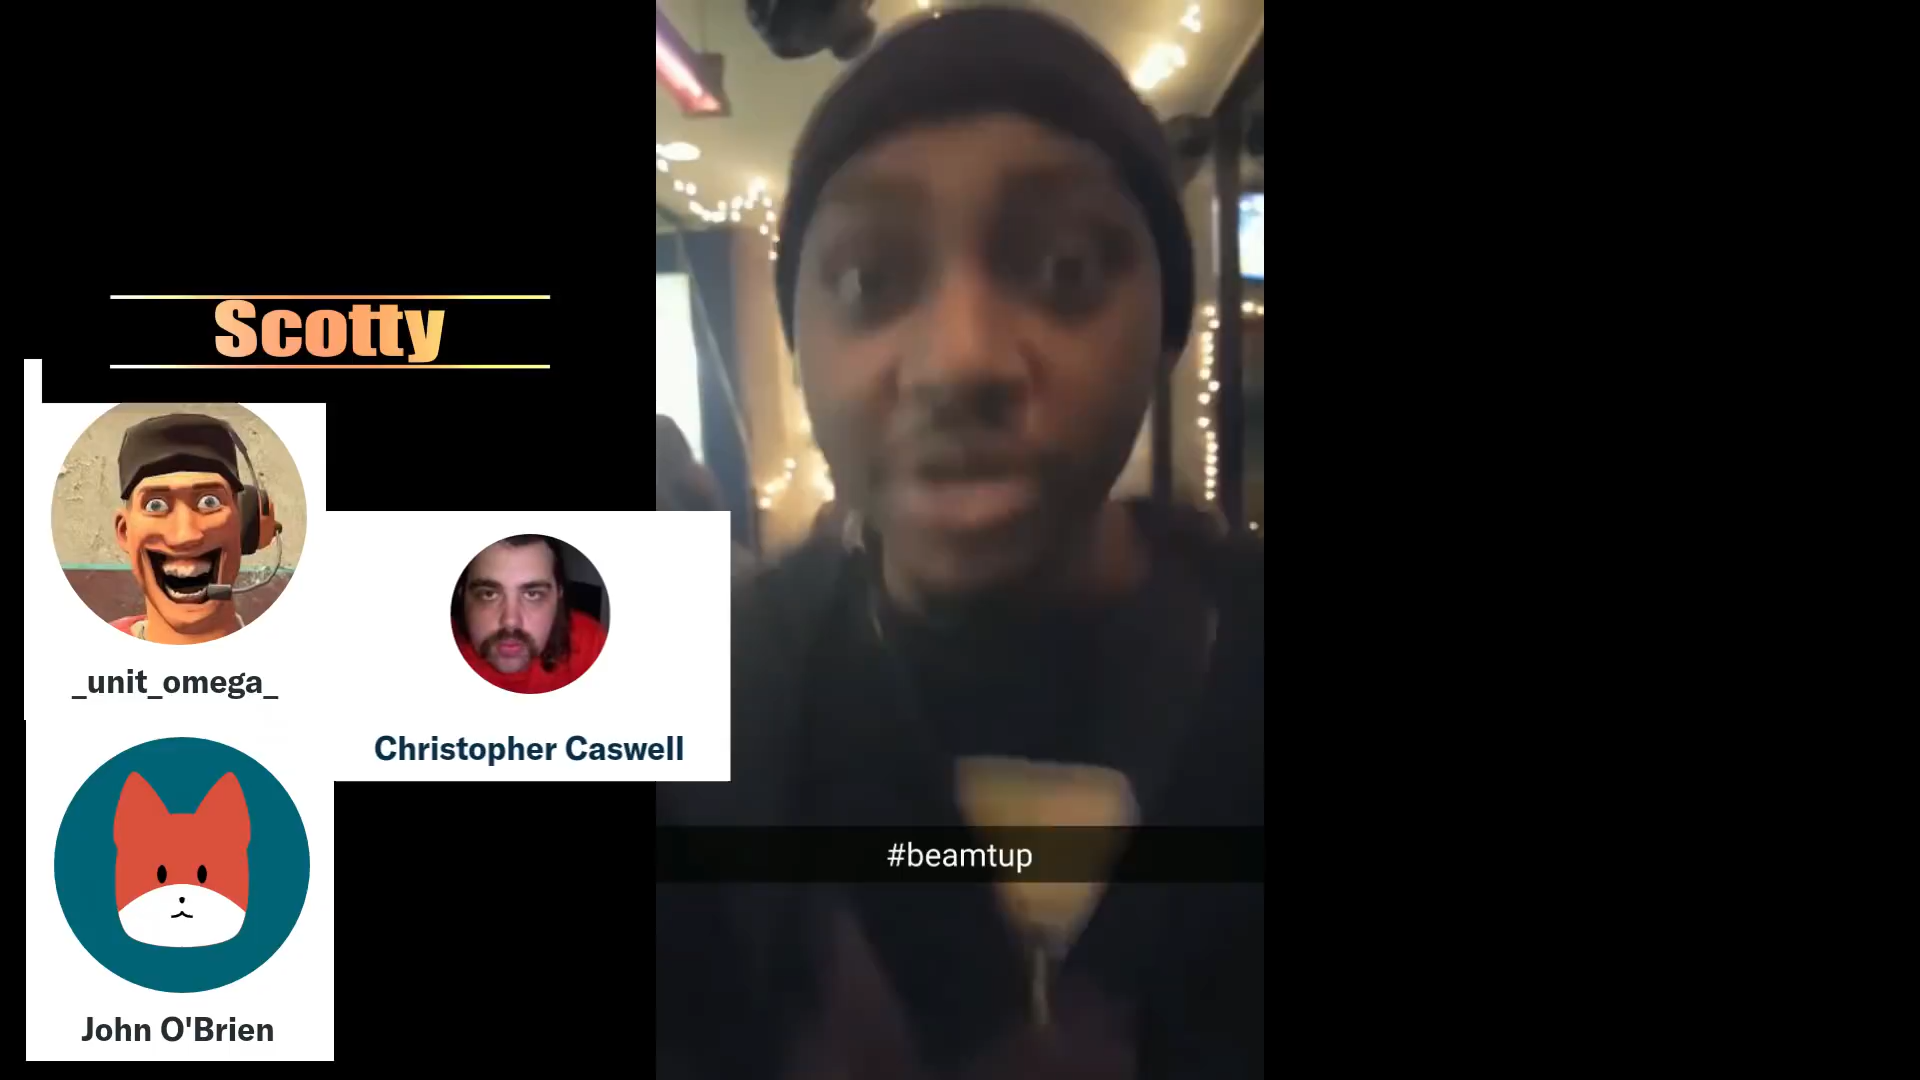 Scotty
_unit_omega_
Christopher Caswell
John O'Brien
#beamtup